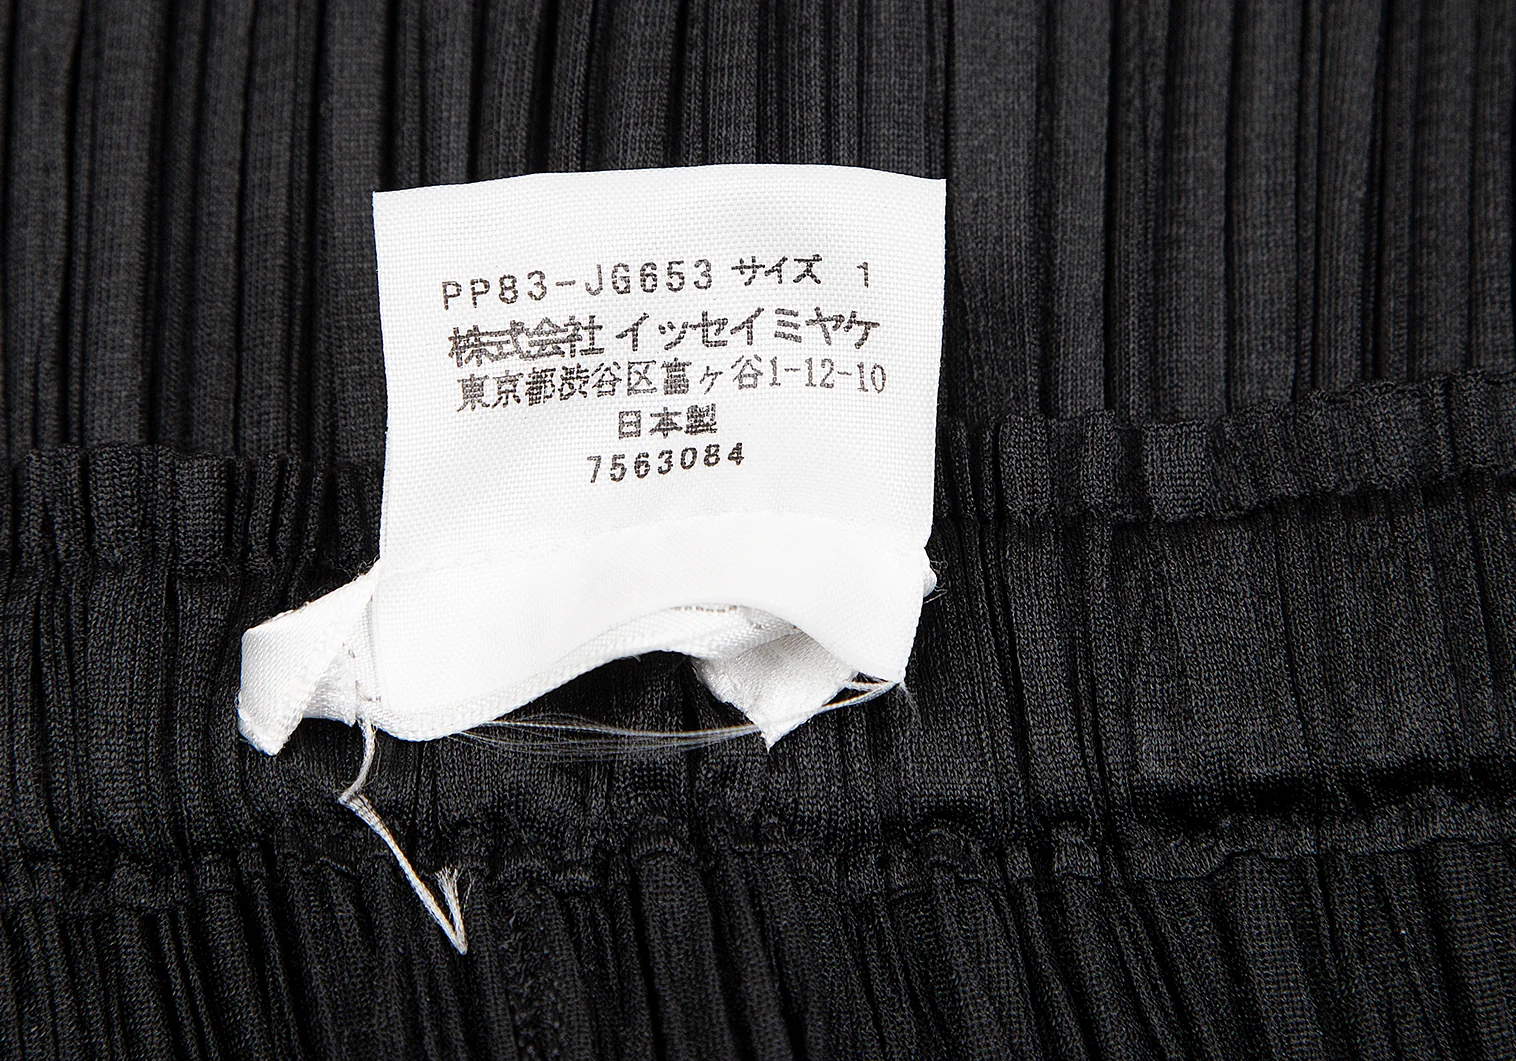 PP83-JG653 サイズ 1
株式会社 イッセイミヤケ
東京都渋谷区富ヶ谷1-12-10
日本製
7563084